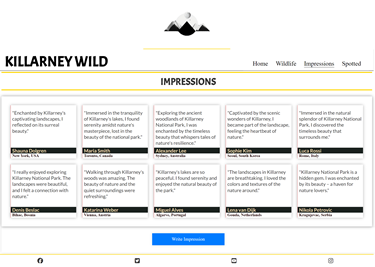 KILLARNEY WILD
Home Wildlife Impressions Spotted
IMPRESSIONS
"Enchanted by Killarney's
captivating landscapes, I
reflected on its surreal
beauty."
Shauna Dolgren
New York, USA
"Immersed in the tranquility
of Killarney's lakes, I found
serenity amidst nature's
masterpiece, lost in the
beauty of the national park."
Maria Smith
Toronto, Canada
"Exploring the ancient
woodlands of Killarney
National Park, I was
enchanted by the timeless
beauty that whispers tales of
nature's resilience."
Alexander Lee
Sydney, Australia
"Captivated by the scenic
wonders of Killarney, I
became part of the landscape,
feeling the heartbeat of
nature."
Sophie Kim
Seoul, South Korea
"Immersed in the natural
splendor of Killarney National
Park, I discovered the
timeless beauty that
surrounds me."
Luca Rossi
Rome, Italy
"I really enjoyed exploring
Killarney National Park. The
landscapes were beautiful,
and I felt a connection with
nature."
Denis Beslac
Bihac, Bosnia
"Walking through Killarney's
woods was amazing. The
beauty of nature and the
quiet surroundings were
refreshing."
Katarina Weber
Vienna, Austria
"Killarney's lakes are so
peaceful. I found serenity and
enjoyed the natural beauty of
the park."
Miguel Alves
Algarve, Portugal
"The landscapes in Killarney
are breathtaking. I loved the
colors and textures of the
nature around."
Lena van Dijk
Gouda, Netherlands
"Killarney National Park is a
hidden gem. I was enchanted
by its beauty – a haven for
nature lovers."
Nikola Petrovic
Kragujevac, Serbia
Write Impression